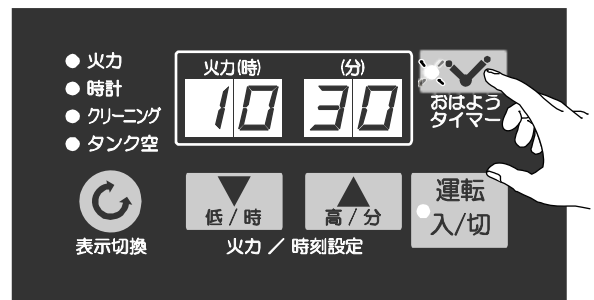 火力
時計
クリーニング
タンク空
火力(時)
(分)
10 30
おはよう
タイマー
表示切換
低/時
高/分
火力 / 時刻設定
運転
入/切